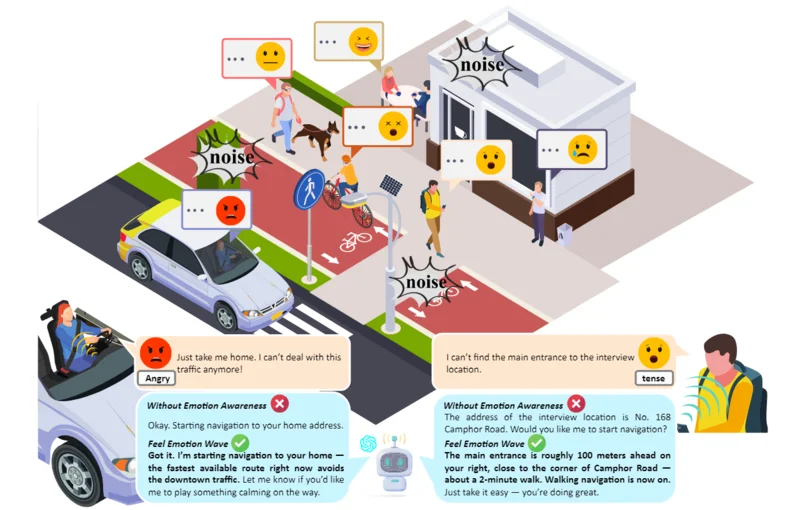 noise
noise
noise
Just take me home. I can't deal with this
traffic anymore!
Angry
Without Emotion Awareness
Okay. Starting navigation to your home address.
Feel Emotion Wave
Got it. I'm starting navigation to your home —
the fastest available route right now avoids
the downtown traffic. Let me know if you'd like
me to play something calming on the way.
I can't find the main entrance to the interview
location.
tense
Without Emotion Awareness
The address of the interview location is No. 168
Camphor Road. Would you like me to start navigation?
Feel Emotion Wave
The main entrance is roughly 100 meters ahead on
your right, close to the corner of Camphor Road —
about a 2-minute walk. Walking navigation is now on.
Just take it easy — you're doing great.